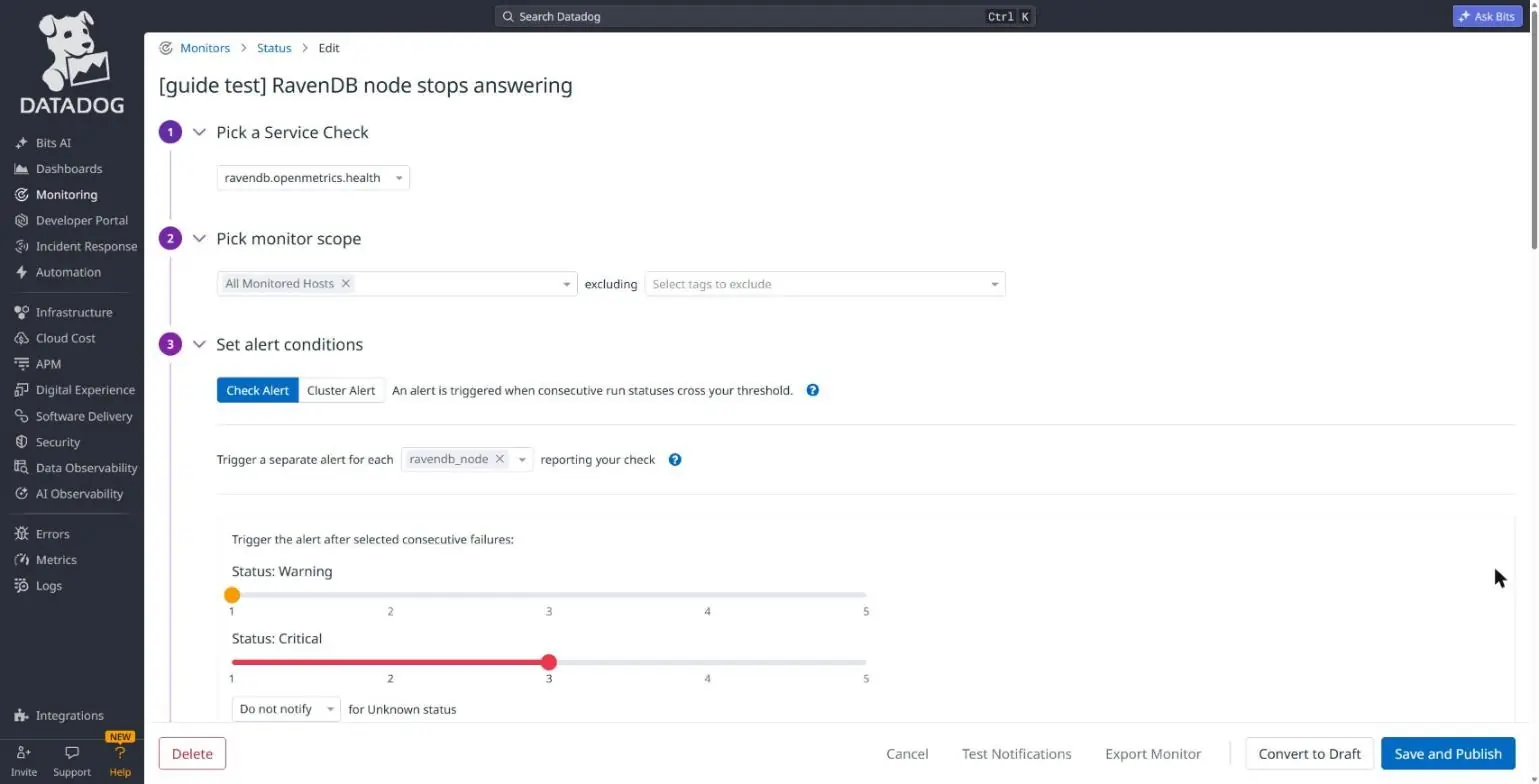 Search Datadog
Ctrl K
Ask Bits
DATADOG
Bits AI
Dashboards
Monitoring
Developer Portal
Incident Response
Automation
Infrastructure
Cloud Cost
APM
Digital Experience
Software Delivery
Security
Data Observability
AI Observability
Errors
Metrics
Logs
Integrations
NEW
Invite
Support
Help
Monitors > Status > Edit
[guide test] RavenDB node stops answering
1 Pick a Service Check
ravendb.openmetrics.health
2 Pick monitor scope
All Monitored Hosts excluding Select tags to exclude
3 Set alert conditions
Check Alert Cluster Alert An alert is triggered when consecutive run statuses cross your threshold. ?
Trigger a separate alert for each ravendb_node reporting your check ?
Trigger the alert after selected consecutive failures:
Status: Warning
1 2 3 4 5
Status: Critical
1 2 3 4 5
Do not notify for Unknown status
Delete Cancel Test Notifications Export Monitor Convert to Draft Save and Publish